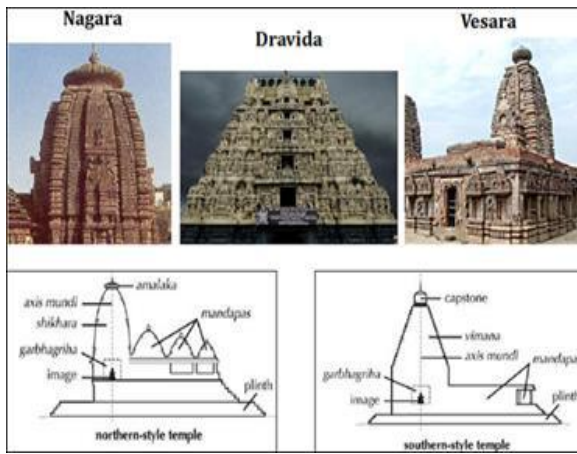 Nagara
Dravida
Vesara
amalaka
axis mundi
shikhara
mandapas
garbhagriha
image
plinth
northern-style temple
capstone
vimana
axis mundi
mandapa
garbhagriha
image
plinth
southern-style temple